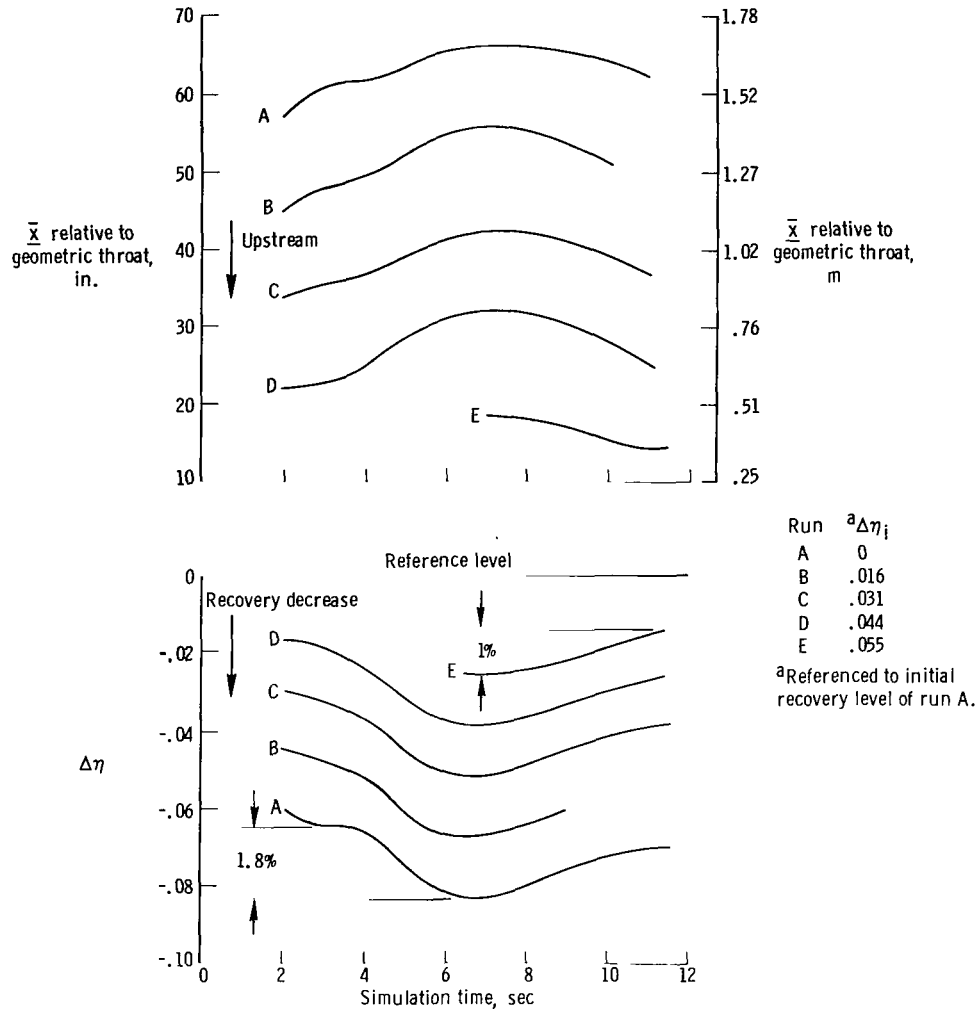 70
60
50
40
30
20
10
x̄ relative to
geometric throat,
in.
Upstream
A
B
C
D
E
1.78
1.52
1.27
1.02
.76
.51
.25
x̄ relative to
geometric throat,
m
Reference level
Recovery decrease
0
-.02
-.04
-.06
-.08
-.10
Δη
D
C
B
A
E
1%
1.8%
0
2
4
6
8
10
12
Simulation time, sec
Run ᵃΔηᵢ
A 0
B .016
C .031
D .044
E .055
ᵃReferenced to initial
recovery level of run A.